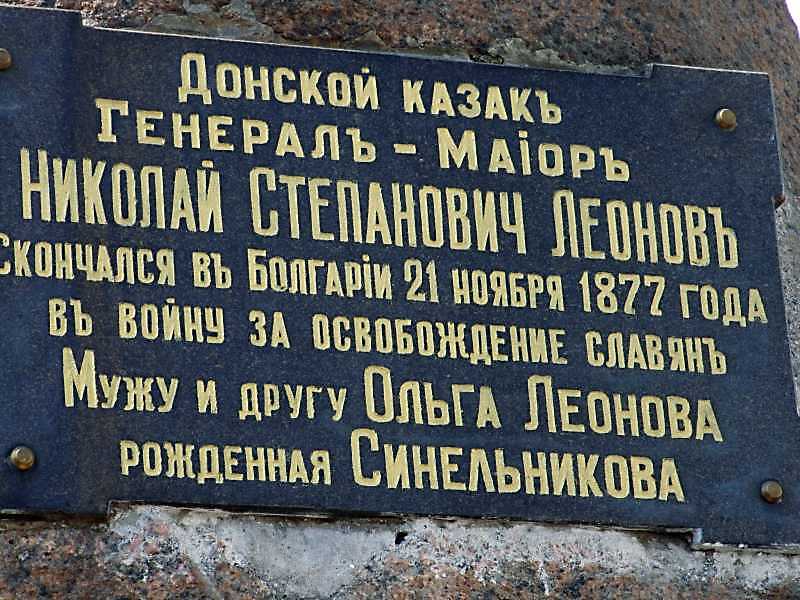 Донской казакъ
Генералъ - Маіоръ
Николай Степанович Леоновъ
Скончался въ Болгаріи 21 ноября 1877 года
въ войну за освобождение славянъ
Мужу и другу Ольга Леонова
рожденная Синельникова